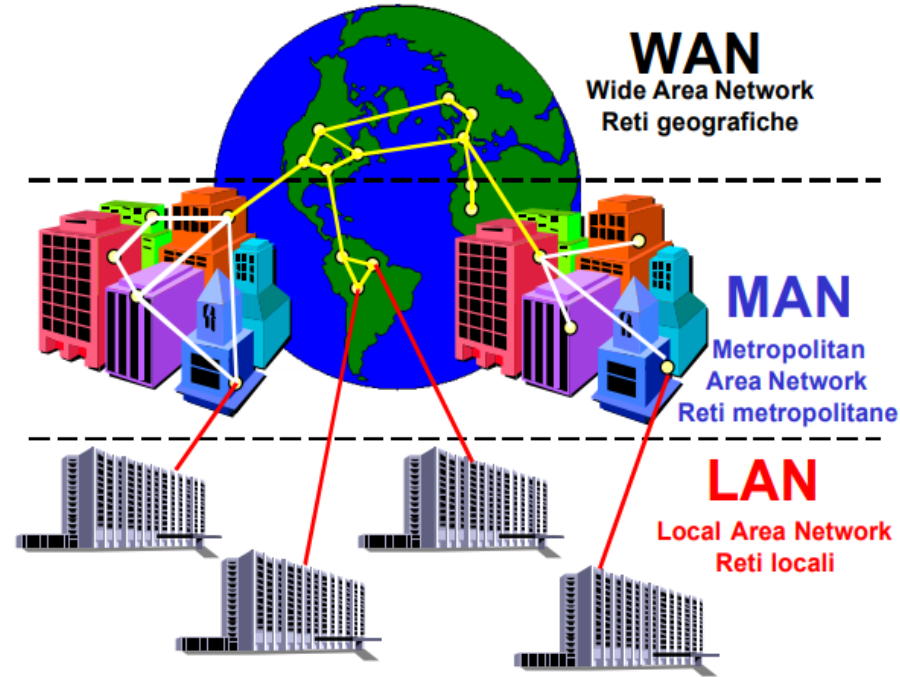 WAN
Wide Area Network
Reti geografiche
MAN
Metropolitan
Area Network
Reti metropolitane
LAN
Local Area Network
Reti locali